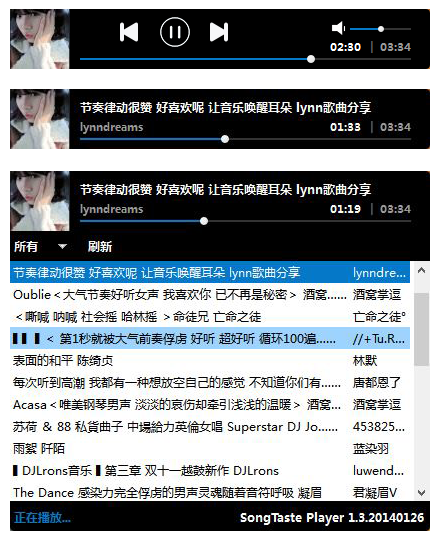 02:30 | 03:34
节奏律动很赞 好喜欢呢 让音乐唤醒耳朵 lynn歌曲分享
lynndreams 01:33 | 03:34
节奏律动很赞 好喜欢呢 让音乐唤醒耳朵 lynn歌曲分享
lynndreams 01:19 | 03:34
所有 刷新
节奏律动很赞 好喜欢呢 让音乐唤醒耳朵 lynn歌曲分享 lynndre...
Oublie＜大气节奏好听女声 我喜欢你 已不再是秘密＞ 酒窝...... 酒窝掌逗
＜嘶喊 呐喊 社会摇 哈林摇 ＞命徒兄 亡命之徒 亡命之徒°
▌▌▌＜ 第1秒就被大气前奏俘虏 好听 超好听 循环100遍...... //+Tu.R...
表面的和平 陈绮贞 林默
每次听到高潮 我都有一种想放空自己的感觉 不知道你们有...... 唐都恩了
Acasa＜唯美钢琴男声 淡淡的哀伤却牵引浅浅的温暖＞ 酒窝... 酒窝掌逗
苏荷 & 88 私貨曲子 中場給力英倫女唱 Superstar DJ Jo...... 453825...
雨絮 阡陌 蓝染羽
▌DJLrons音乐▌第三章 双十一越鼓新作 DJLrons luwend...
The Dance 感染力完全俘虏的男声灵魂随着音符呼吸 凝眉 君凝眉V
正在播放... SongTaste Player 1.3.20140126